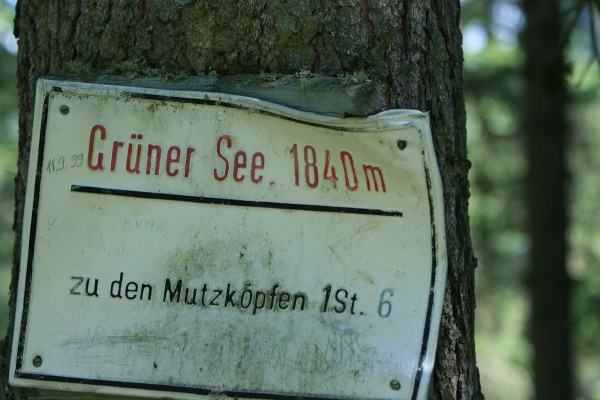 11.9.99
Grüner See. 1840m
zu den Mutzköpfen 1St. 6